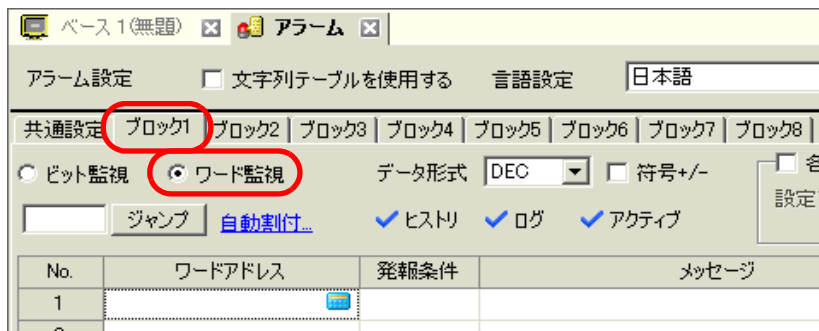 ベース1(無題) アラーム
アラーム設定 文字列テーブルを使用する 言語設定 日本語
共通設定 ブロック1 ブロック2 ブロック3 ブロック4 ブロック5 ブロック6 ブロック7 ブロック8
ビット監視 ワード監視 データ形式 DEC 符号+/- 各
設定
ジャンプ 自動割付... ヒストリ ログ アクティブ
No. ワードアドレス 発報条件 メッセージ
1